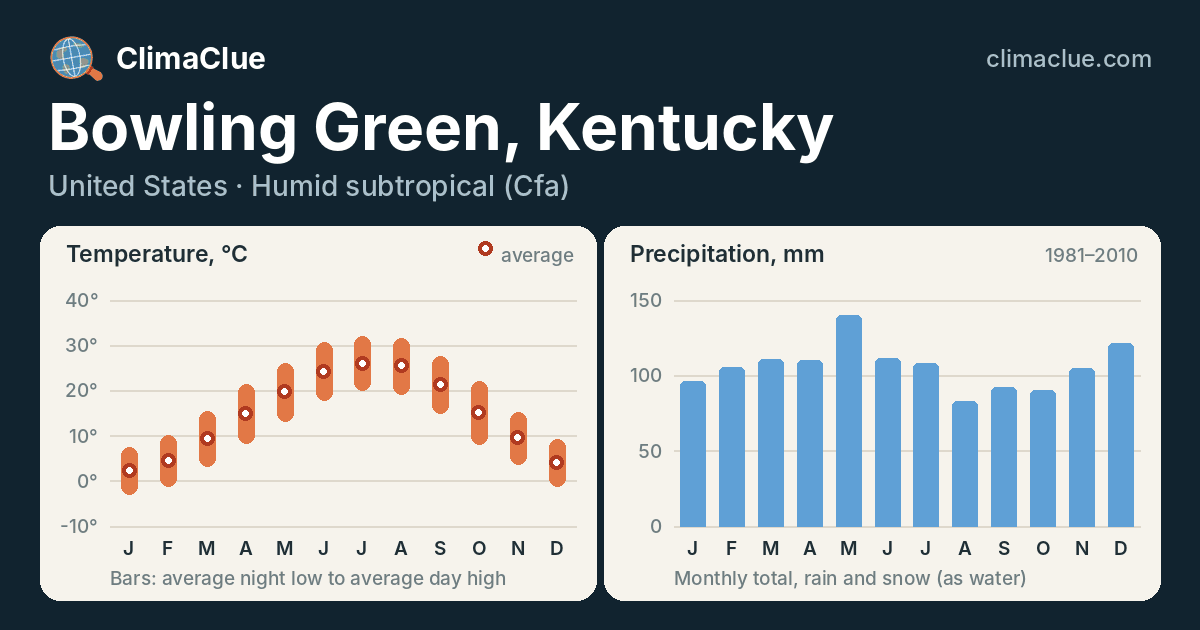 ClimaClue
climaclue.com
Bowling Green, Kentucky
United States · Humid subtropical (Cfa)
Temperature, °C
average
40°
30°
20°
10°
0°
-10°
J F M A M J J A S O N D
Bars: average night low to average day high
Precipitation, mm
1981–2010
150
100
50
0
J F M A M J J A S O N D
Monthly total, rain and snow (as water)